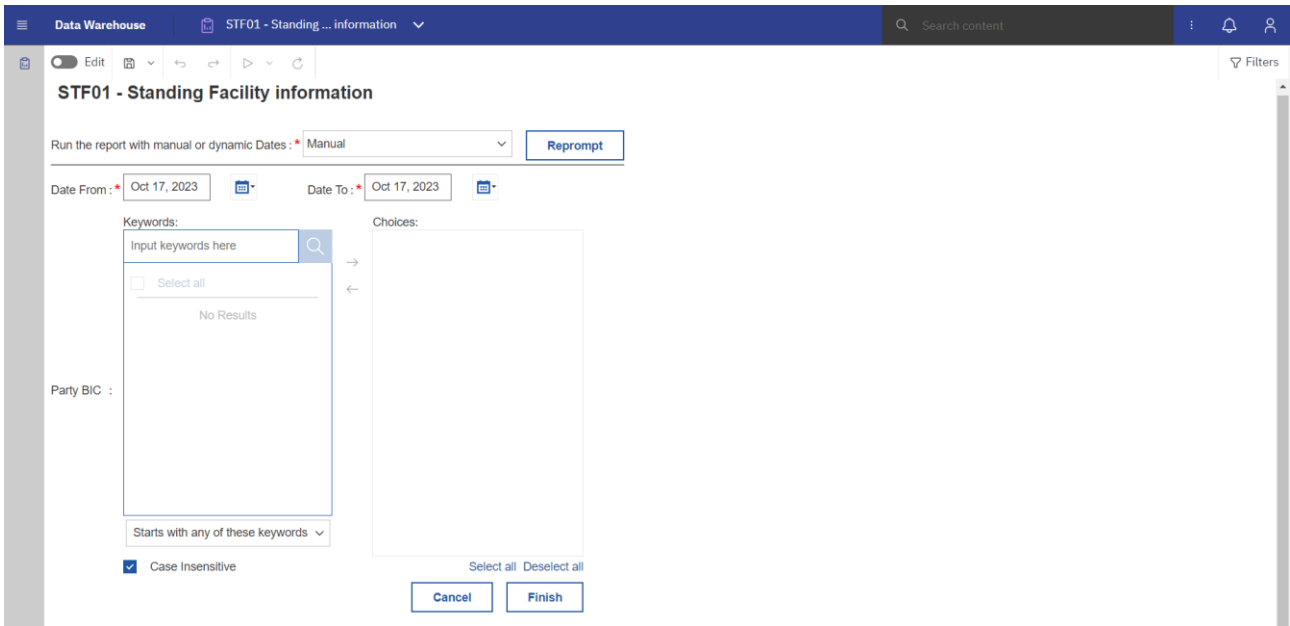 Data Warehouse STF01 - Standing ... information Search content
Edit Filters
STF01 - Standing Facility information
Run the report with manual or dynamic Dates : * Manual Reprompt
Date From : * Oct 17, 2023 Date To : * Oct 17, 2023
Keywords: Choices:
Input keywords here
Select all
No Results
Party BIC :
Starts with any of these keywords
Case Insensitive Select all Deselect all
Cancel Finish